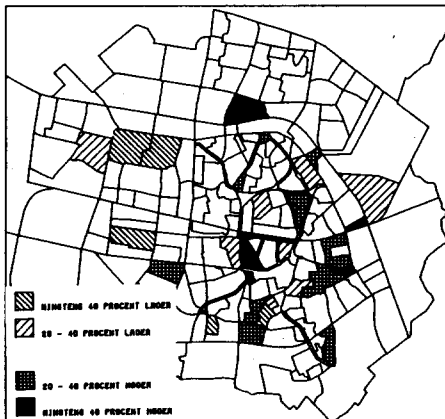 MINSTENS 40 PROCENT LAGER
20 - 40 PROCENT LAGER
20 - 40 PROCENT HOGER
MINSTENS 40 PROCENT HOGER